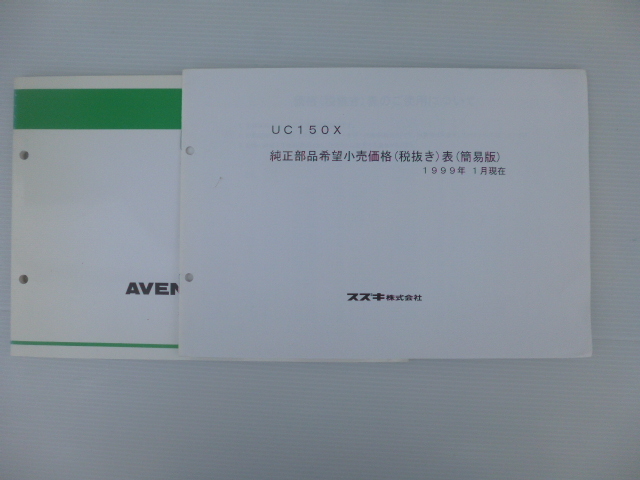 UC150X
純正部品希望小売価格(税抜き)表(簡易版)
1999年 1月現在
スズキ株式会社
AVEN